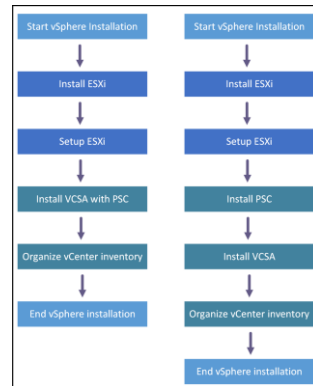 Start vSphere Installation
Install ESXi
Setup ESXi
Install VCSA with PSC
Organize vCenter inventory
End vSphere installation
Start vSphere Installation
Install ESXi
Setup ESXi
Install PSC
Install VCSA
Organize vCenter inventory
End vSphere installation